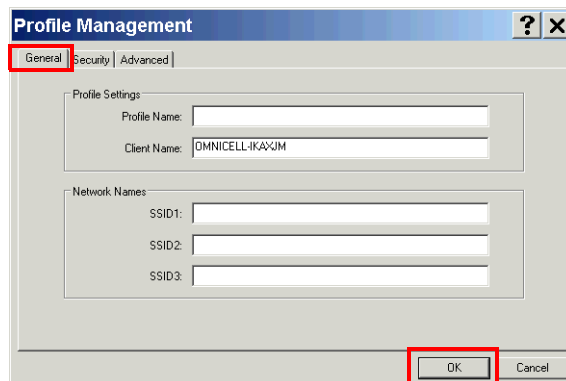 Profile Management
General Security Advanced
Profile Settings
Profile Name:
Client Name: OMNICELL-IKAXJM
Network Names
SSID1:
SSID2:
SSID3:
OK Cancel